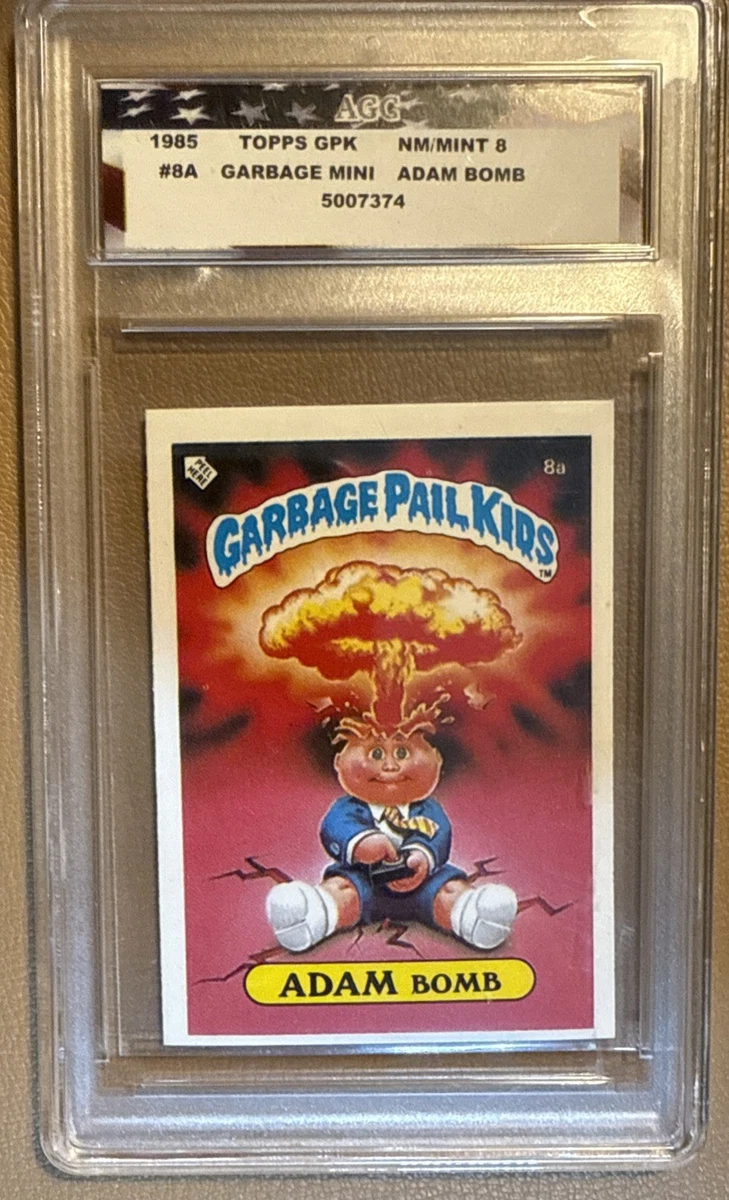 AGC
1985 TOPPS GPK NM/MINT 8
#8A GARBAGE MINI ADAM BOMB
5007374
PEEL
HERE
8a
GARBAGE PAIL KIDS
TM
ADAM BOMB